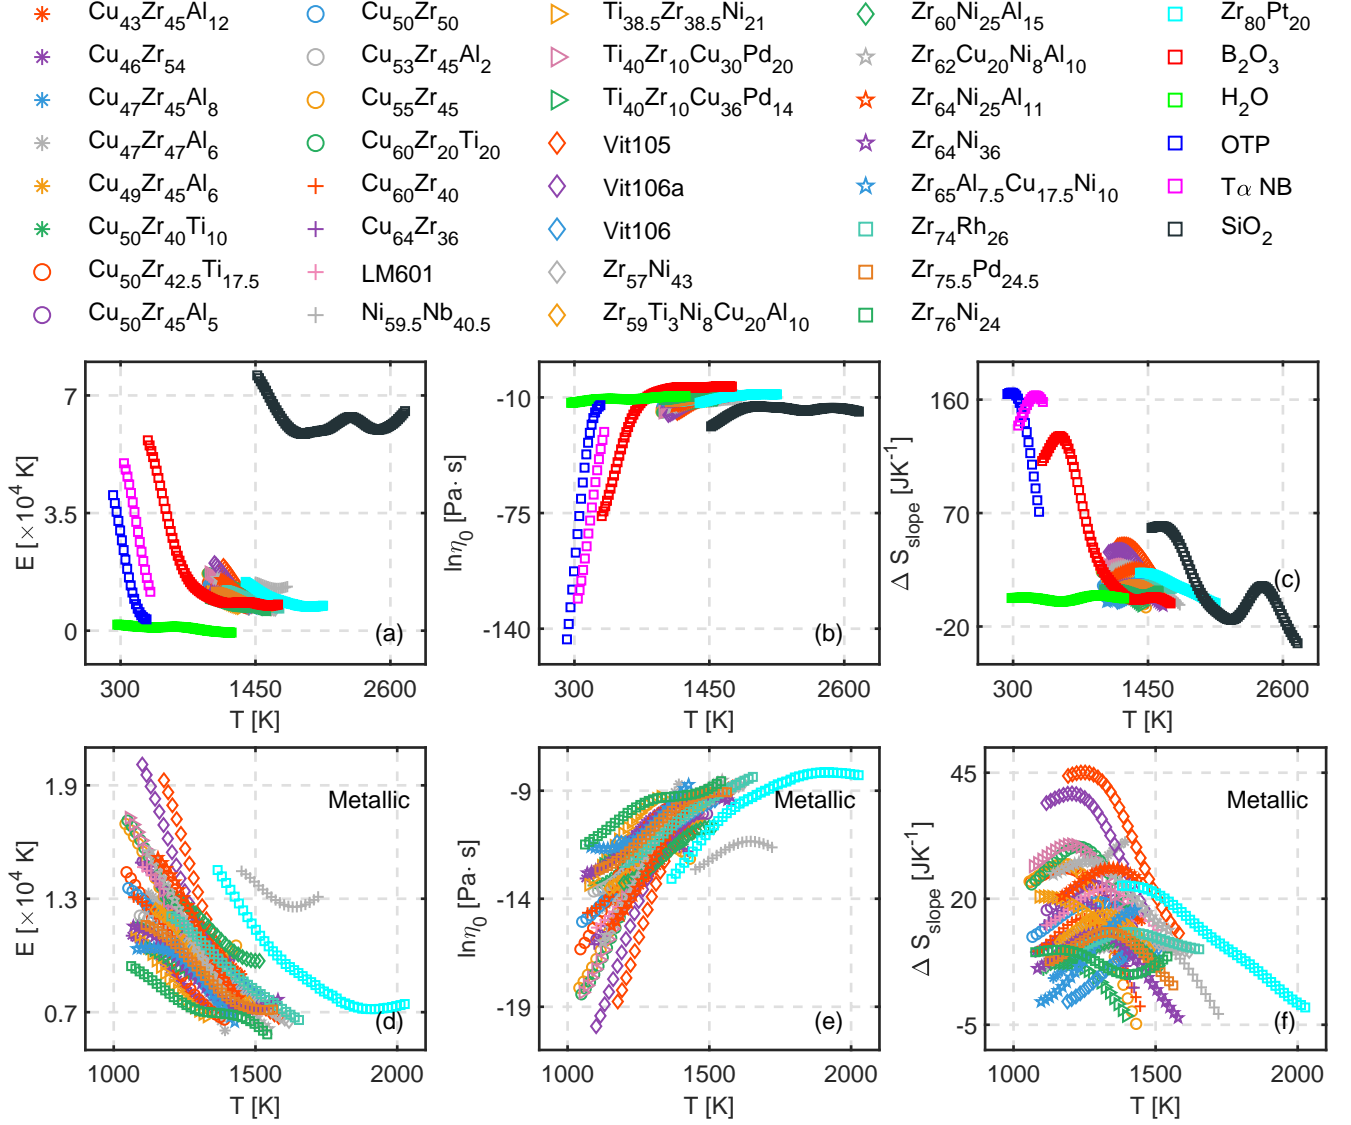 Cu43Zr45Al12
Cu46Zr54
Cu47Zr45Al8
Cu47Zr47Al6
Cu49Zr45Al6
Cu50Zr40Ti10
Cu50Zr42.5Ti17.5
Cu50Zr45Al5
Cu50Zr50
Cu53Zr45Al2
Cu55Zr45
Cu60Zr20Ti20
Cu60Zr40
Cu64Zr36
LM601
Ni59.5Nb40.5
Ti38.5Zr38.5Ni21
Ti40Zr10Cu30Pd20
Ti40Zr10Cu36Pd14
Vit105
Vit106a
Vit106
Zr57Ni43
Zr59Ti3Ni8Cu20Al10
Zr60Ni25Al15
Zr62Cu20Ni8Al10
Zr64Ni25Al11
Zr64Ni36
Zr65Al7.5Cu17.5Ni10
Zr74Rh26
Zr75.5Pd24.5
Zr76Ni24
Zr80Pt20
B2O3
H2O
OTP
Tα NB
SiO2
E [×10^4 K]
7
3.5
0
300 1450 2600
T [K]
(a)
lnη0 [Pa· s]
-10
-75
-140
300 1450 2600
T [K]
(b)
Δ Sslope [JK^-1]
160
70
-20
300 1450 2600
T [K]
(c)
E [×10^4 K]
1.9
1.3
0.7
1000 1500 2000
T [K]
Metallic
(d)
lnη0 [Pa· s]
-9
-14
-19
1000 1500 2000
T [K]
Metallic
(e)
Δ Sslope [JK^-1]
45
20
-5
1000 1500 2000
T [K]
Metallic
(f)